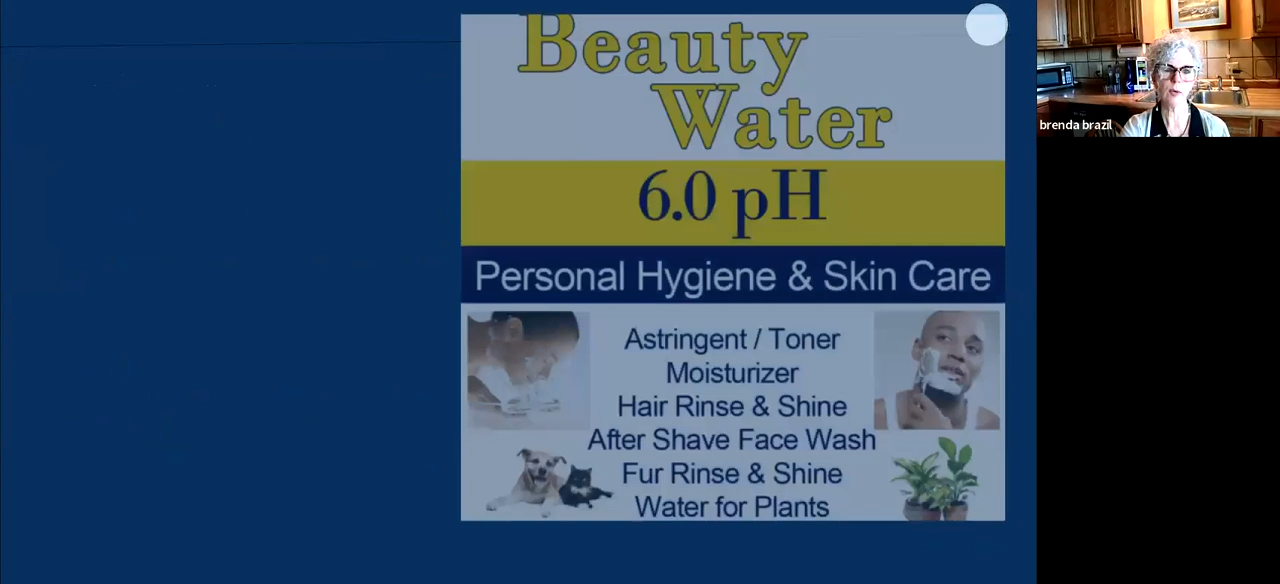 Beauty
Water
6.0 pH
Personal Hygiene & Skin Care
Astringent / Toner
Moisturizer
Hair Rinse & Shine
After Shave Face Wash
Fur Rinse & Shine
Water for Plants
brenda brazil